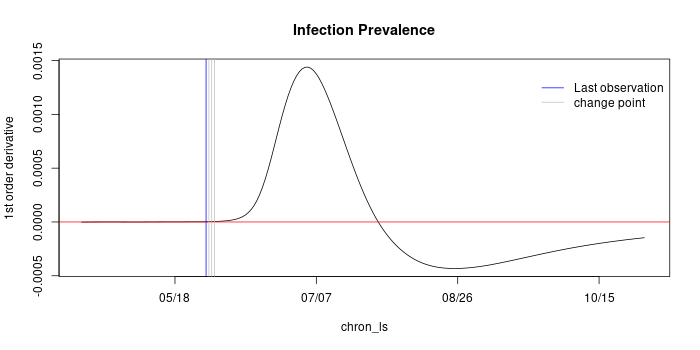 Infection Prevalence
1st order derivative
0.0015
0.0010
0.0005
0.0000
-0.0005
Last observation
change point
05/18
07/07
08/26
10/15
chron_ls